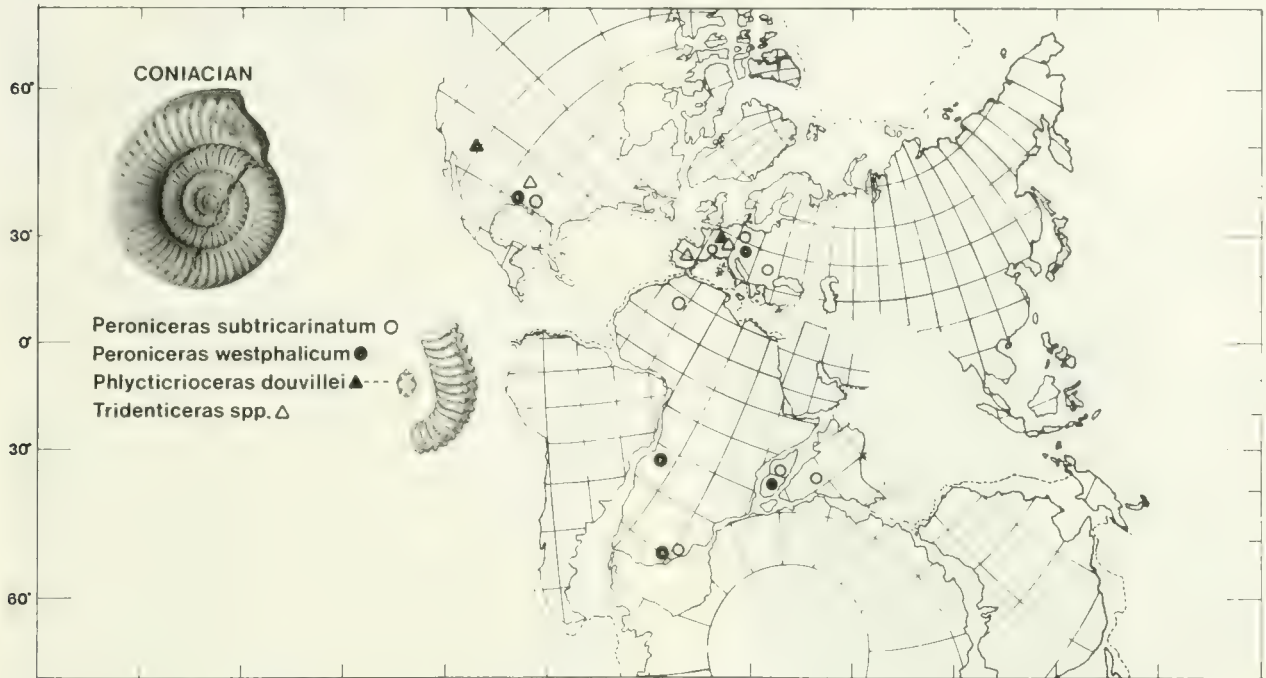 CONIACIAN
60°
30°
0°
30°
60°
Peroniceras subtricarinatum
Peroniceras westphalicum
Phlycticrioceras douvillei
Tridenticeras spp.